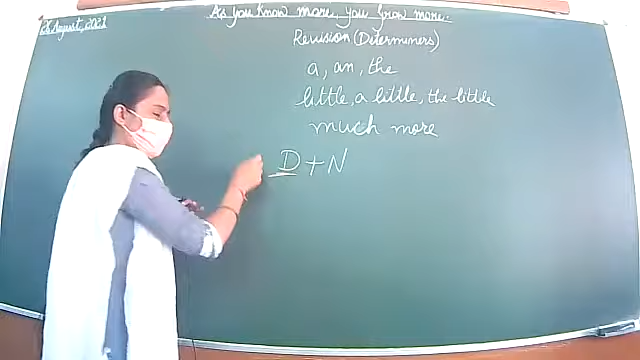 As you know more, you grow more.
26 August, 2021
Revision (Determiners)
a, an, the
little, a little, the little
much more
D + N